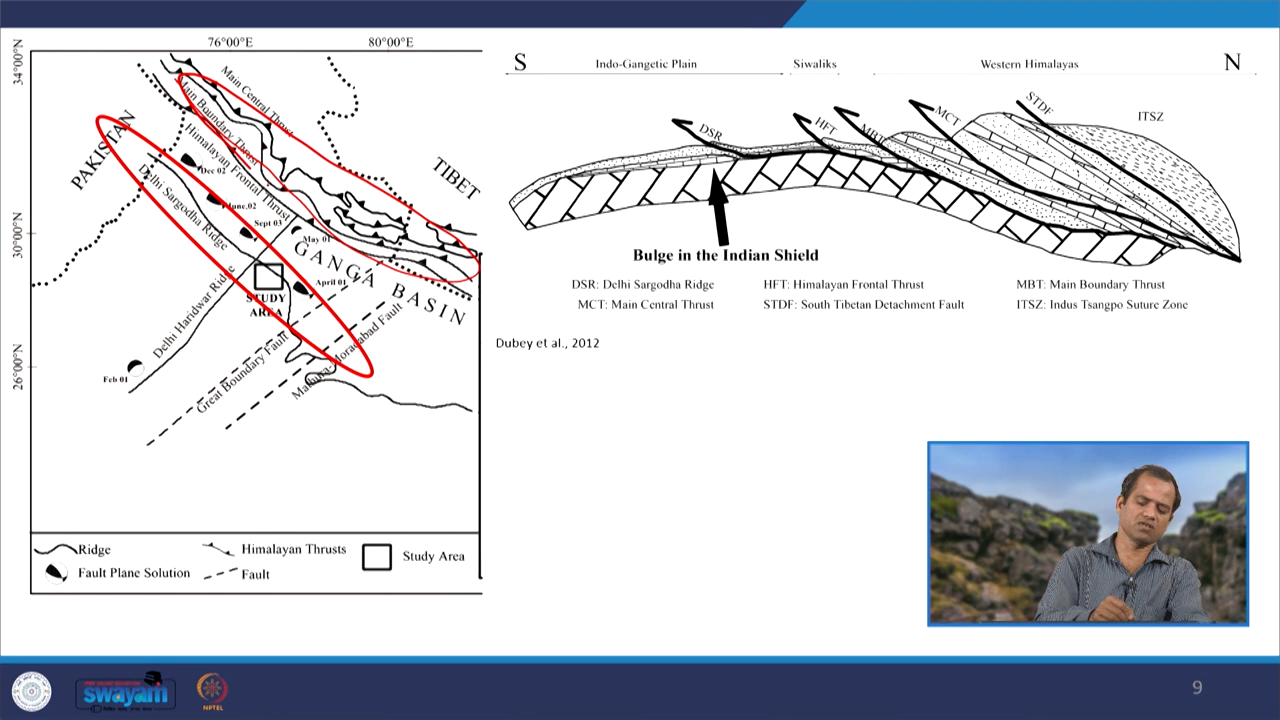 76°00'E 80°00'E
34°00'N
30°00'N
26°00'N
PAKISTAN
TIBET
Main Central Thrust
Main Boundary Thrust
Himalayan Frontal Thrust
Delhi Sargodha Ridge
Dec 02
June,02
Sept 03
May 01
GANGA BASIN
April 01
STUDY
AREA
Delhi Haridwar Ridge
Feb 01
Great Boundary Fault
Moradabad Fault
Ridge
Himalayan Thrusts
Study Area
Fault Plane Solution
Fault
S Indo-Gangetic Plain Siwaliks Western Himalayas N
DSR
HFT
MBT
MCT
STDF
ITSZ
Bulge in the Indian Shield
DSR: Delhi Sargodha Ridge HFT: Himalayan Frontal Thrust MBT: Main Boundary Thrust
MCT: Main Central Thrust STDF: South Tibetan Detachment Fault ITSZ: Indus Tsangpo Suture Zone
Dubey et al., 2012
swayam
NPTEL
9